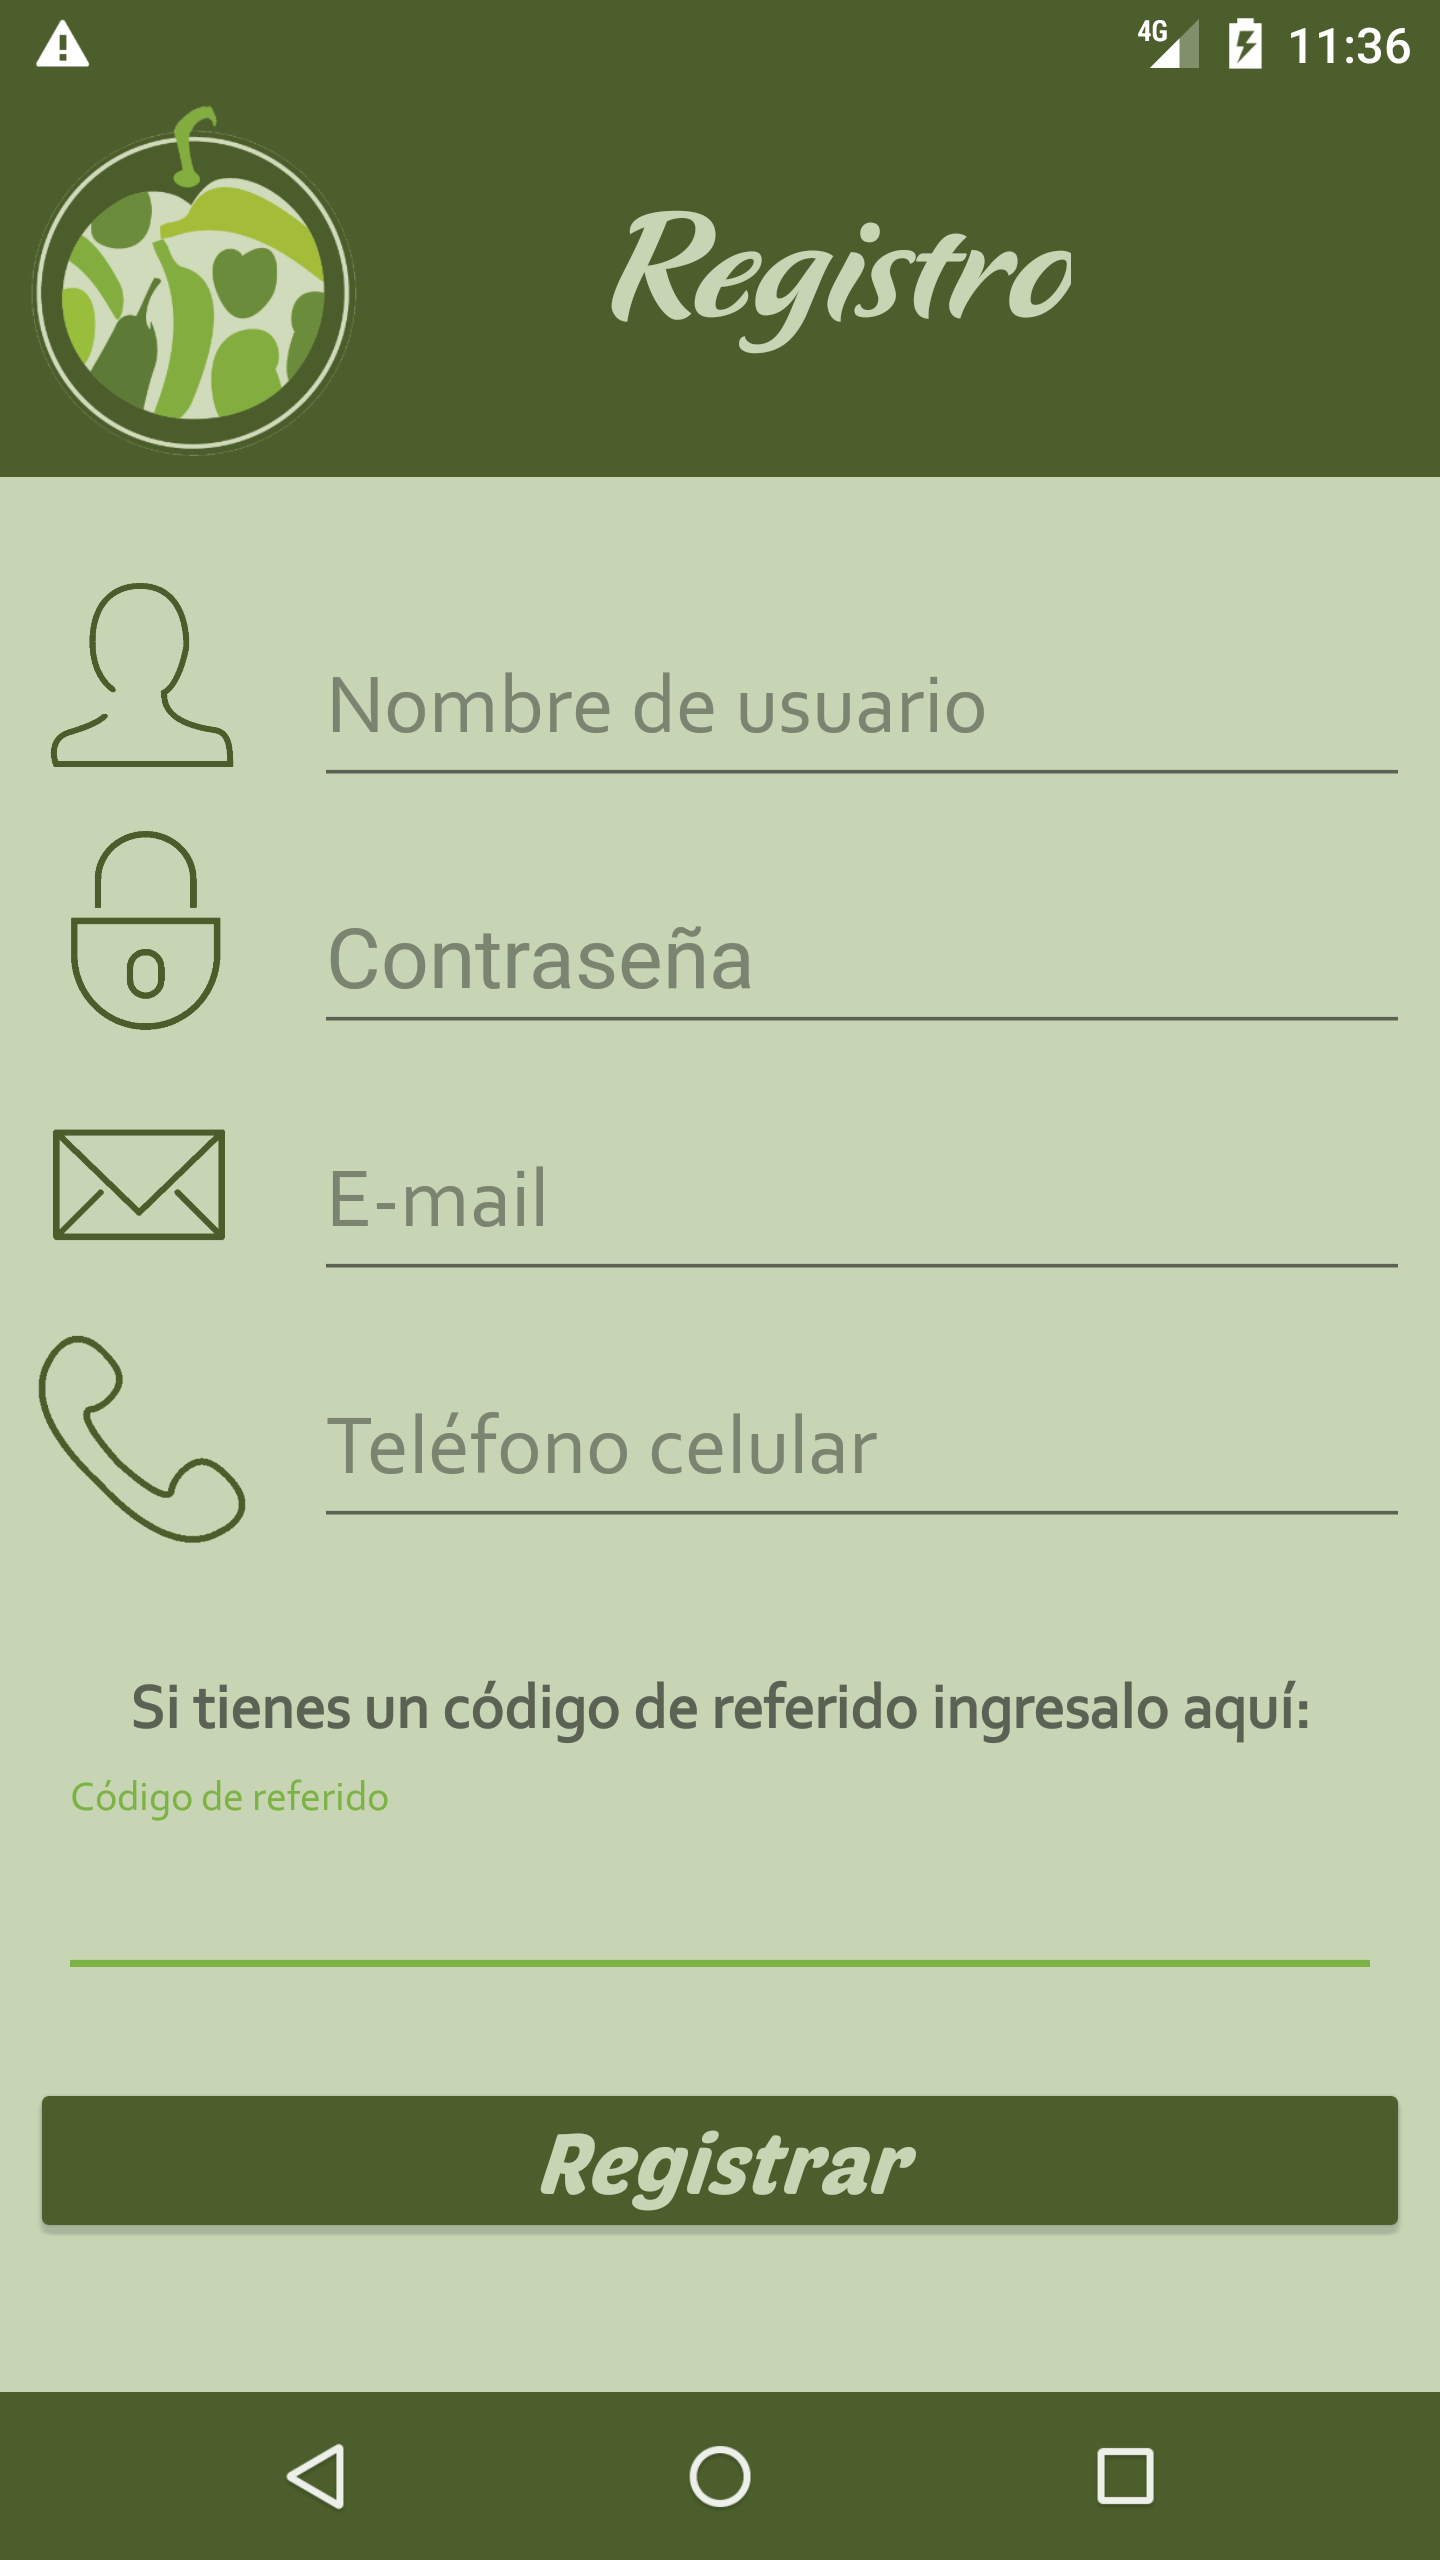 4G 11:36
Registro
Nombre de usuario
Contraseña
E-mail
Teléfono celular
Si tienes un código de referido ingresalo aquí:
Código de referido
Registrar